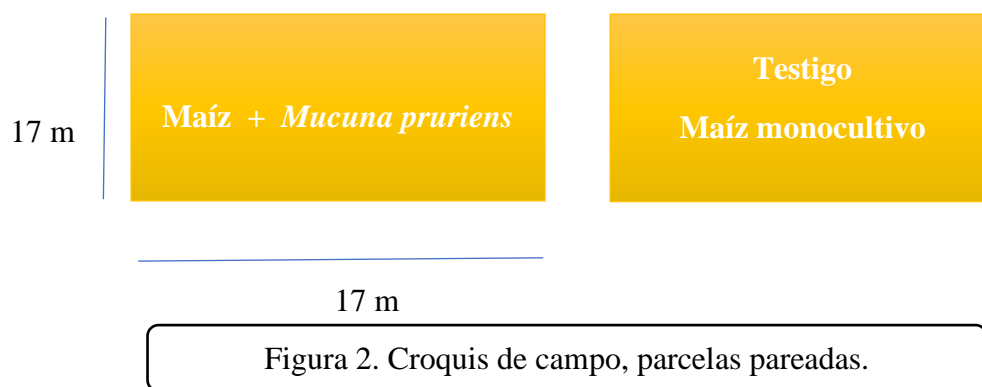 17 m
Maíz + Mucuna pruriens
Testigo
Maíz monocultivo
17 m
Figura 2. Croquis de campo, parcelas pareadas.